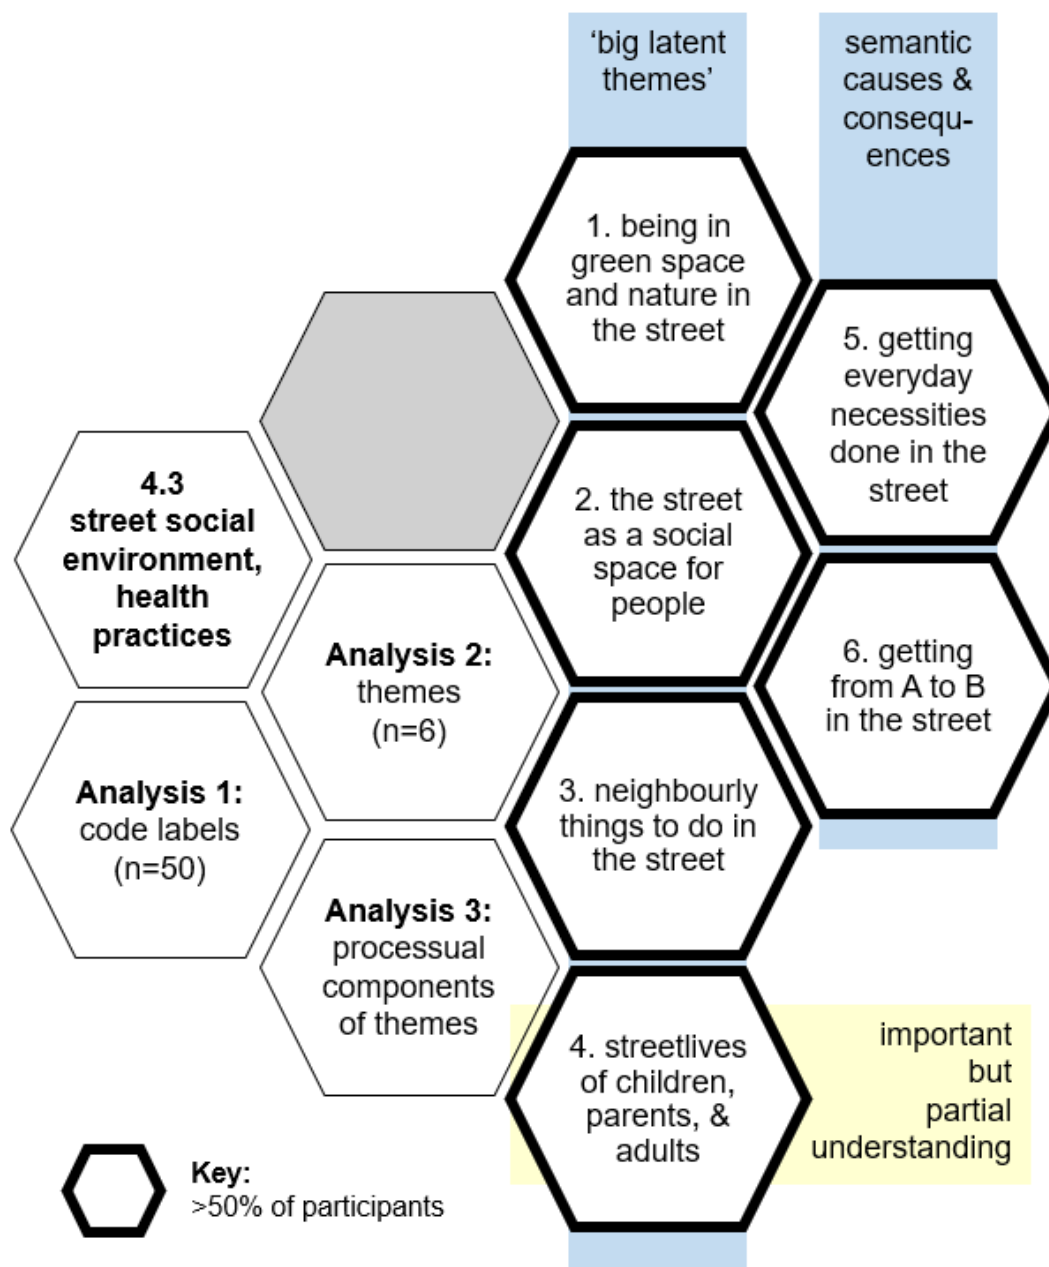 ‘big latent
themes’
semantic
causes &
consequ-
ences
1. being in
green space
and nature in
the street
5. getting
everyday
necessities
done in the
street
4.3
street social
environment,
health
practices
2. the street
as a social
space for
people
Analysis 2:
themes
(n=6)
6. getting
from A to B
in the street
Analysis 1:
code labels
(n=50)
3. neighbourly
things to do in
the street
Analysis 3:
processual
components
of themes
4. streetlives
of children,
parents, &
adults
important
but
partial
understanding
Key:
>50% of participants